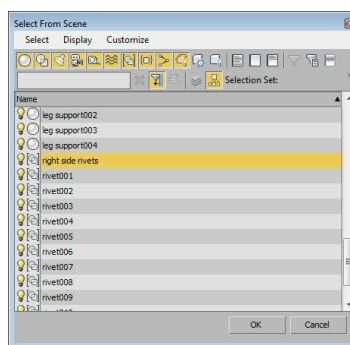 Select From Scene
Select Display Customize
Selection Set:
Name
leg support002
leg support003
leg support004
right side rivets
rivet001
rivet002
rivet003
rivet004
rivet005
rivet006
rivet007
rivet008
rivet009
OK Cancel